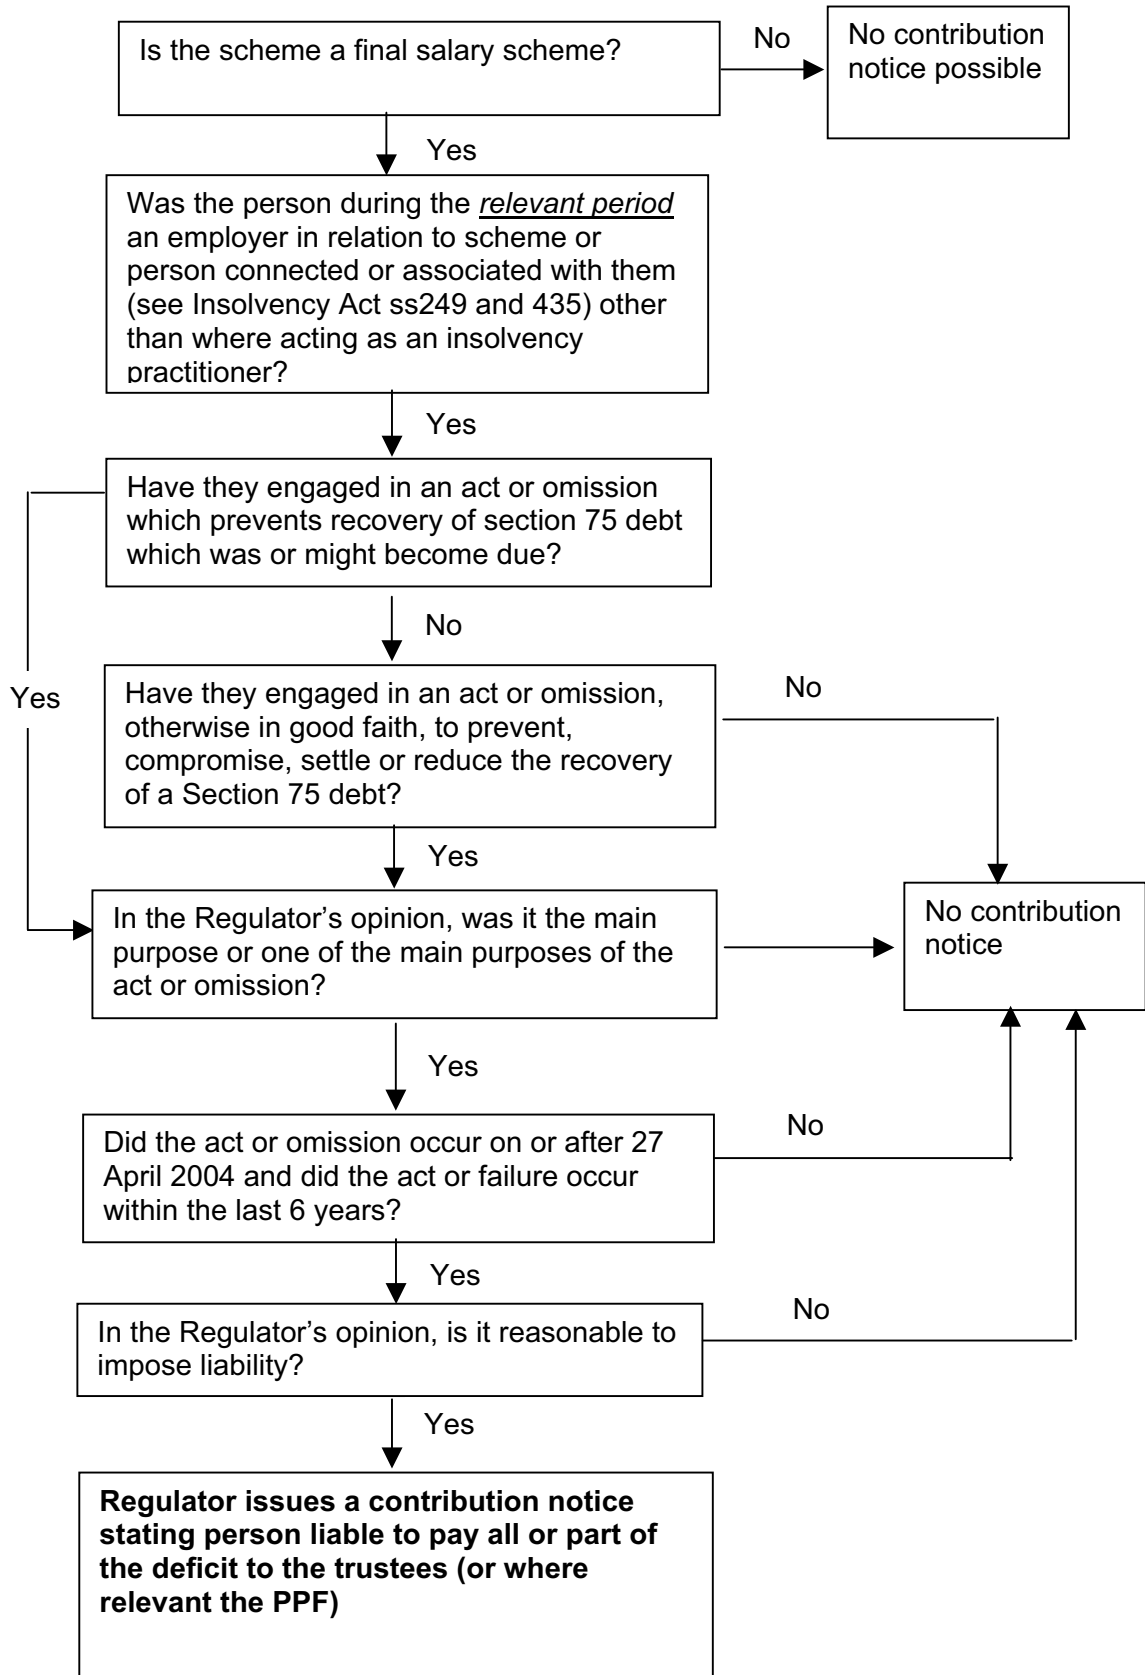 Is the scheme a final salary scheme?
No
No contribution
notice possible
Yes
Was the person during the relevant period
an employer in relation to scheme or
person connected or associated with them
(see Insolvency Act ss249 and 435) other
than where acting as an insolvency
practitioner?
Yes
Have they engaged in an act or omission
which prevents recovery of section 75 debt
which was or might become due?
No
Yes
Have they engaged in an act or omission,
otherwise in good faith, to prevent,
compromise, settle or reduce the recovery
of a Section 75 debt?
No
Yes
In the Regulator’s opinion, was it the main
purpose or one of the main purposes of the
act or omission?
No contribution
notice
Yes
Did the act or omission occur on or after 27
April 2004 and did the act or failure occur
within the last 6 years?
No
Yes
In the Regulator’s opinion, is it reasonable to
impose liability?
No
Yes
Regulator issues a contribution notice
stating person liable to pay all or part of
the deficit to the trustees (or where
relevant the PPF)